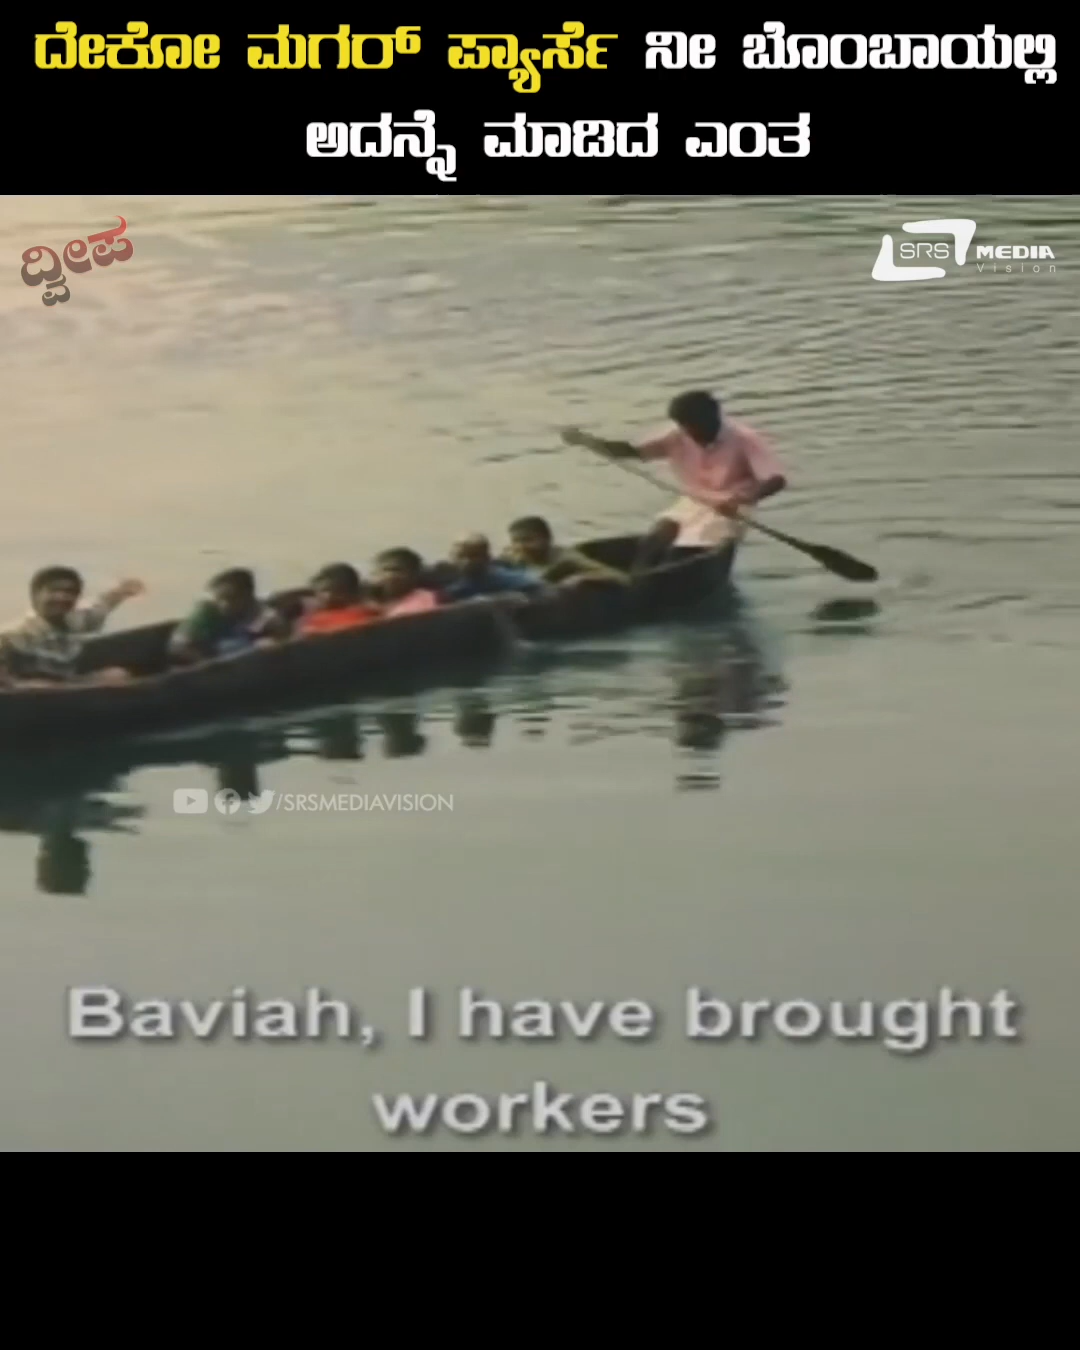 ದೇಕೋ ಮಗರ್ ಪ್ಯಾರ್ಸೆ ನೀ ಬೊಂಬಾಯಲ್ಲಿ
ಅದನ್ನೆ ಮಾಡಿದ ಎಂತ
ದ್ವೀಪ
SRS MEDIA
Vision
/SRSMEDIAVISION
Baviah, I have brought
workers